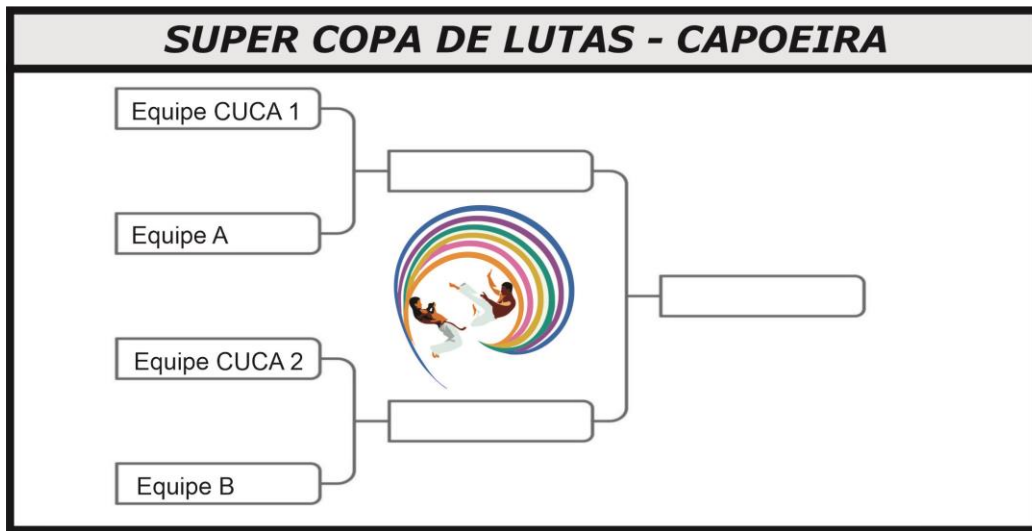 SUPER COPA DE LUTAS - CAPOEIRA
Equipe CUCA 1
Equipe A
Equipe CUCA 2
Equipe B